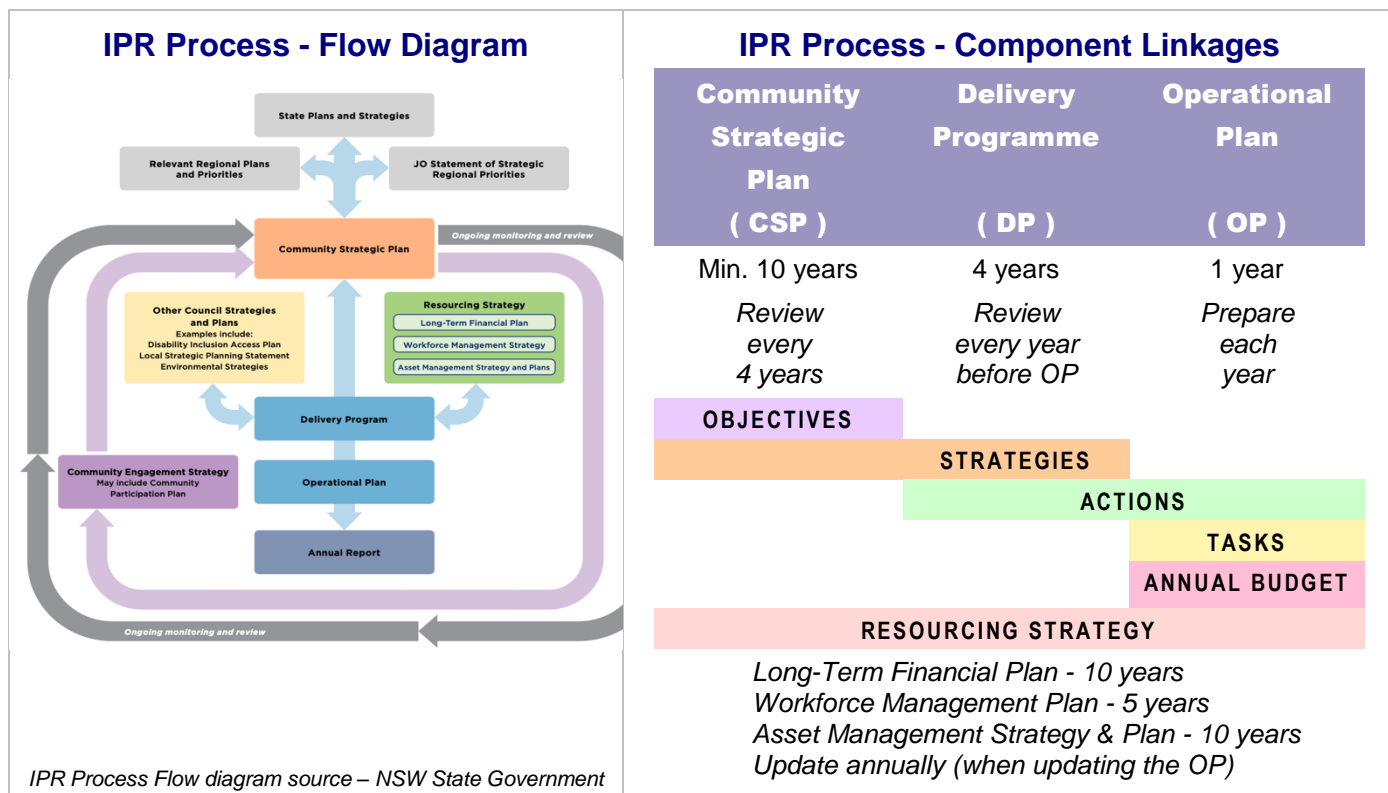 IPR Process - Flow Diagram
State Plans and Strategies
Relevant Regional Plans
and Priorities
JO Statement of Strategic
Regional Priorities
Community Strategic Plan
Ongoing monitoring and review
Other Council Strategies
and Plans
Examples include:
Disability Inclusion Access Plan
Local Strategic Planning Statement
Environmental Strategies
Resourcing Strategy
Long-Term Financial Plan
Workforce Management Strategy
Asset Management Strategy and Plans
Delivery Program
Community Engagement Strategy
May include Community
Participation Plan
Operational Plan
Annual Report
Ongoing monitoring and review
IPR Process Flow diagram source – NSW State Government
IPR Process - Component Linkages
Community
Strategic
Plan
( CSP )
Delivery
Programme
( DP )
Operational
Plan
( OP )
Min. 10 years
4 years
1 year
Review
every
4 years
Review
every year
before OP
Prepare
each
year
OBJECTIVES
STRATEGIES
ACTIONS
TASKS
ANNUAL BUDGET
RESOURCING STRATEGY
Long-Term Financial Plan - 10 years
Workforce Management Plan - 5 years
Asset Management Strategy & Plan - 10 years
Update annually (when updating the OP)